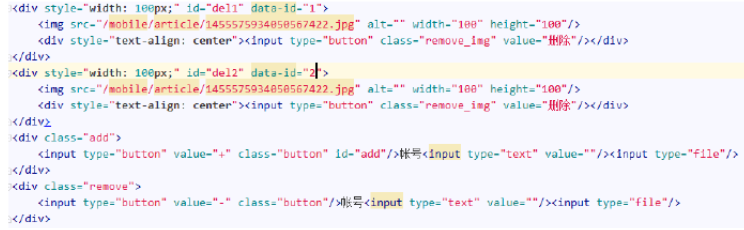 <div style="width: 100px;" id="del1" data-id="1">
<img src="/mobile/article/1455575934050567422.jpg" alt="" width="100" height="100"/>
<div style="text-align: center"><input type="button" class="remove_img" value="删除"/></div>
</div>
<div style="width: 100px;" id="del2" data-id="2">
<img src="/mobile/article/1455575934050567422.jpg" alt="" width="100" height="100"/>
<div style="text-align: center"><input type="button" class="remove_img" value="删除"/></div>
</div>
<div class="add">
<input type="button" value="+" class="button" id="add"/>帐号<input type="text" value=""/><input type="file"/>
</div>
<div class="remove">
<input type="button" value="-" class="button"/>帐号<input type="text" value=""/><input type="file"/>
</div>